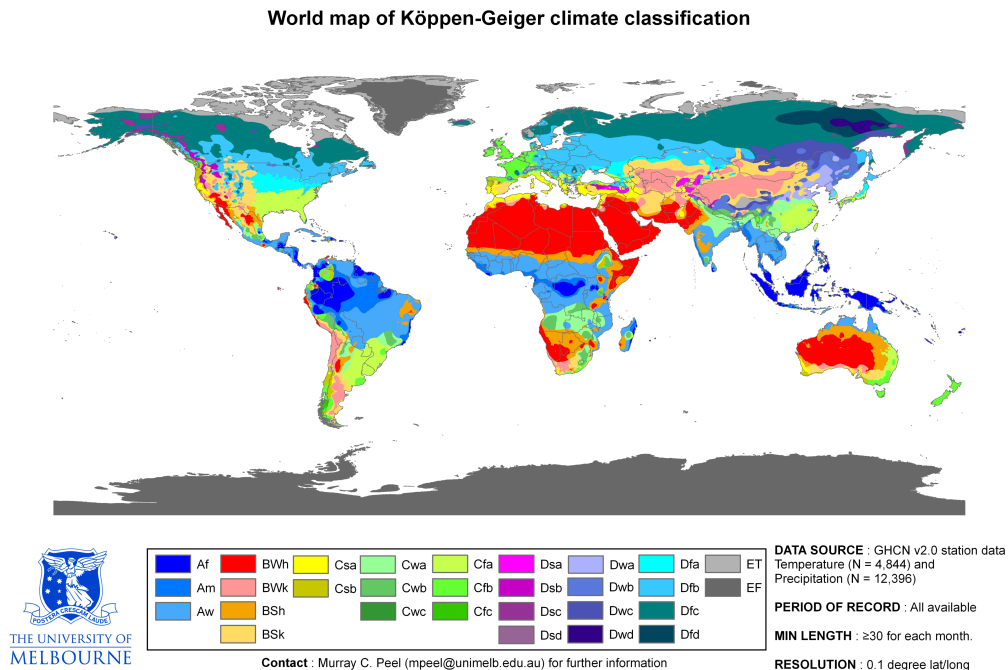 World map of Köppen-Geiger climate classification
Af
BWh
Csa
Cwa
Cfa
Dsa
Dwa
Dfa
ET
Am
BWk
Csb
Cwb
Cfb
Dsb
Dwb
Dfb
EF
Aw
BSh
Cwc
Cfc
Dsc
Dwc
Dfc
BSk
Dsd
Dwd
Dfd
DATA SOURCE : GHCN v2.0 station data
Temperature (N = 4,844) and
Precipitation (N = 12,396)
PERIOD OF RECORD : All available
MIN LENGTH : ≥30 for each month.
RESOLUTION : 0.1 degree lat/long
POSTERA CRESCAM LAUDE
THE UNIVERSITY OF
MELBOURNE
Contact : Murray C. Peel (mpeel@unimelb.edu.au) for further information